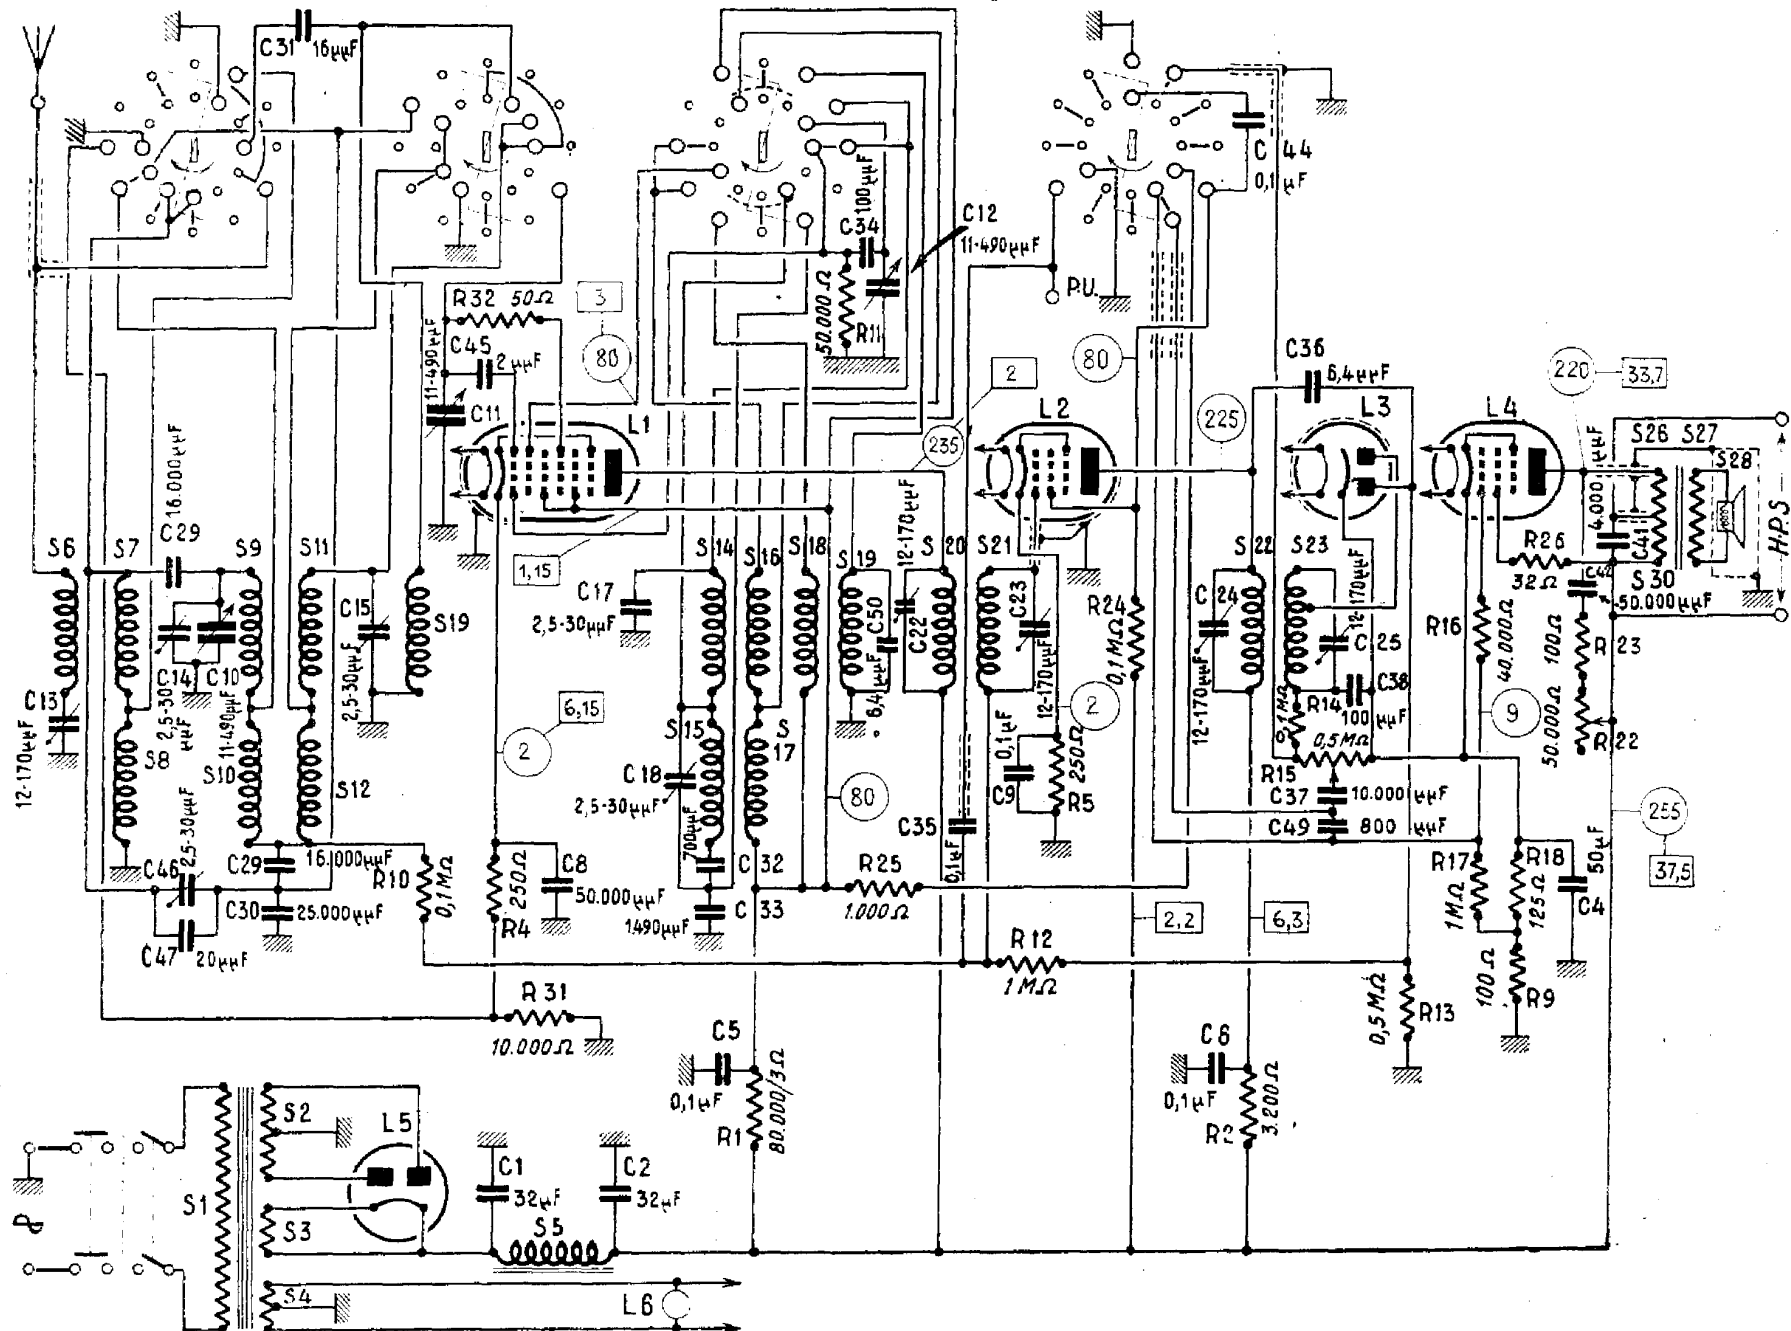 C31 16µµF
C44
0,1µF
100µµF
C34
C12
11-490µµF
P.U.
R32 50Ω
3
80
50.000Ω
R11
80
C36
6,4µµF
220
33,7
11-490µµF
C45
2µµF
C11
L1
2
235
L2
225
L3
L4
S26 S27
S28
4.000µµF
C41
H.P.S
16.000µµF
C29
12-170µµF
R26
32Ω
C42
S30
50.000µµF
S6
S7
S9
S11
1,15
S14
S16
S18
S19
S20
S21
S22
S23
C17
2,5-30µµF
C15
2,5-30µµF
S19
C50
6,4µµF
C22
C23
12-170µµF
R24
0,1MΩ
C24
12-170µµF
12-170µµF
C25
R16
40.000Ω
100Ω
R23
C13
12-170µµF
C14
2,5-30µµF
C10
11-490µµF
S8
S10
S12
2
6,15
S15
S17
C18
2,5-30µµF
2
0,1µF
C9
250Ω
R5
0,1MΩ
R14
C38
100µµF
0,5MΩ
R15
9
50.000Ω
R22
C37 10.000µµF
C49 800µµF
80
C35
0,1µF
255
37,5
C46
2,5-30µµF
C29
16.000µµF
C30 25.000µµF
C47
20µµF
R10
0,1MΩ
250Ω
R4
C8
50.000µµF
700µµF
C32
C33
1490µµF
R25
1.000Ω
R17
1MΩ
R18
125Ω
50µF
C4
2,2
6,3
R12
1MΩ
100Ω
R9
R31
10.000Ω
0,5MΩ
R13
C5
0,1µF
R1
80.000/3Ω
C6
0,1µF
R2
3.200Ω
S1
S2
S3
S4
L5
C1
32µF
C2
32µF
S5
L6